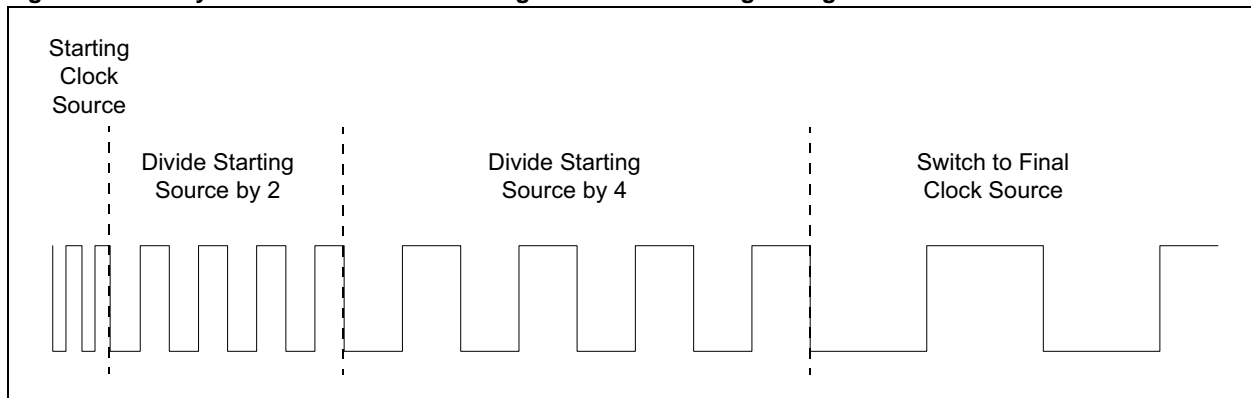 Starting
Clock
Source
Divide Starting
Source by 2
Divide Starting
Source by 4
Switch to Final
Clock Source